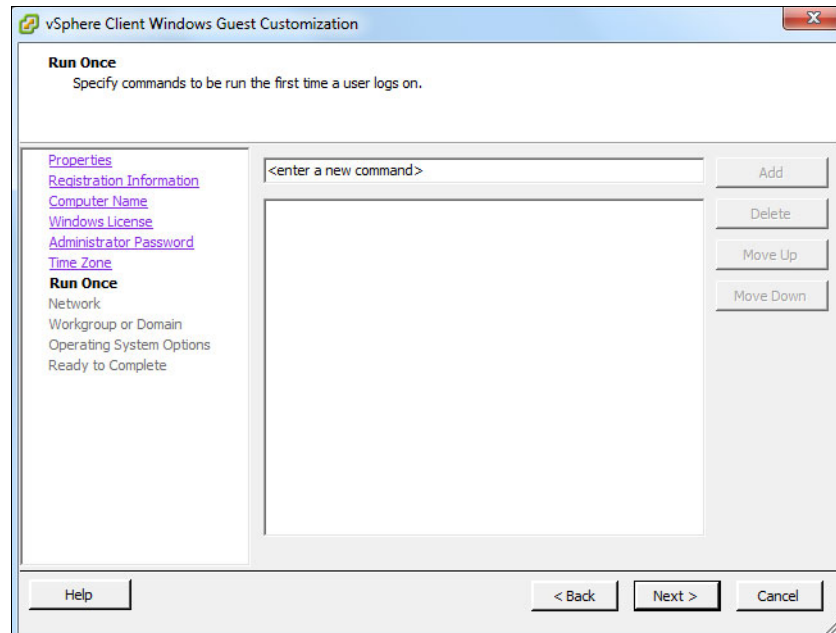 vSphere Client Windows Guest Customization
Run Once
Specify commands to be run the first time a user logs on.
Properties
Registration Information
Computer Name
Windows License
Administrator Password
Time Zone
Run Once
Network
Workgroup or Domain
Operating System Options
Ready to Complete
<enter a new command>
Add
Delete
Move Up
Move Down
Help
< Back
Next >
Cancel